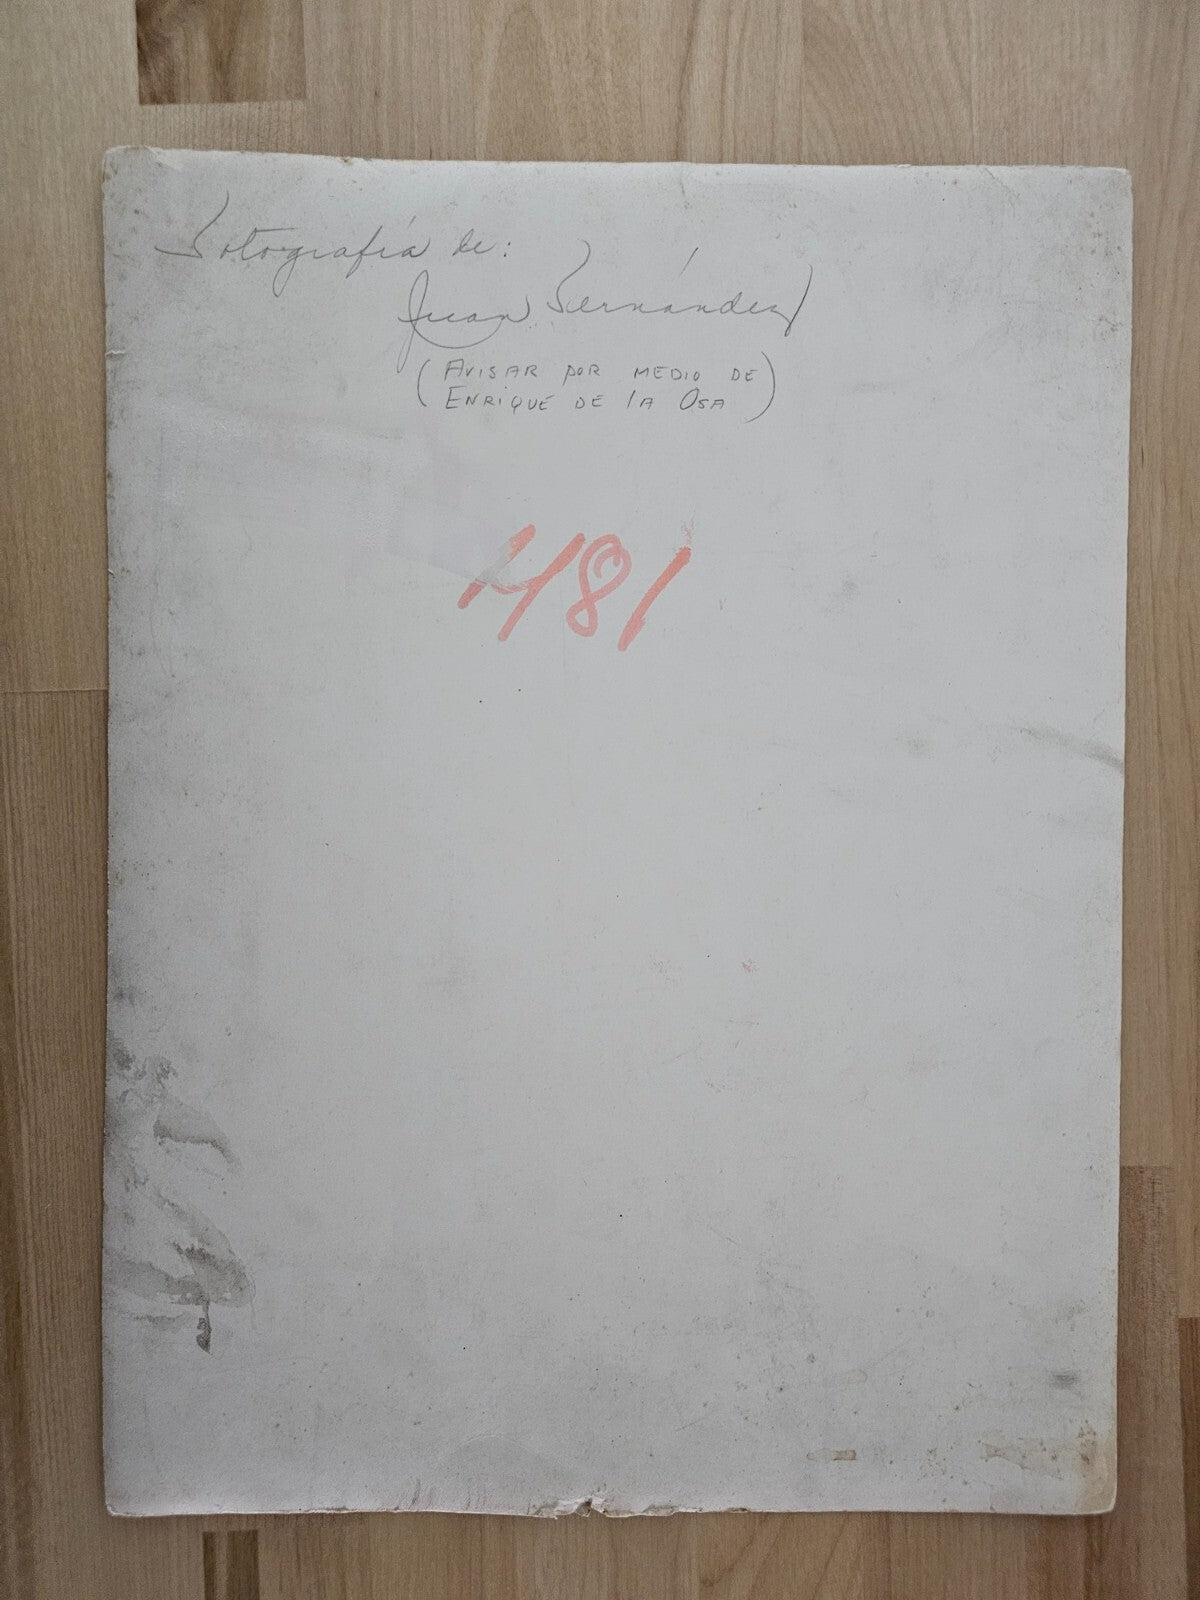 Fotografía de:
Juan Fernández
(AVISAR POR MEDIO DE
ENRIQUE DE LA OSA)
481